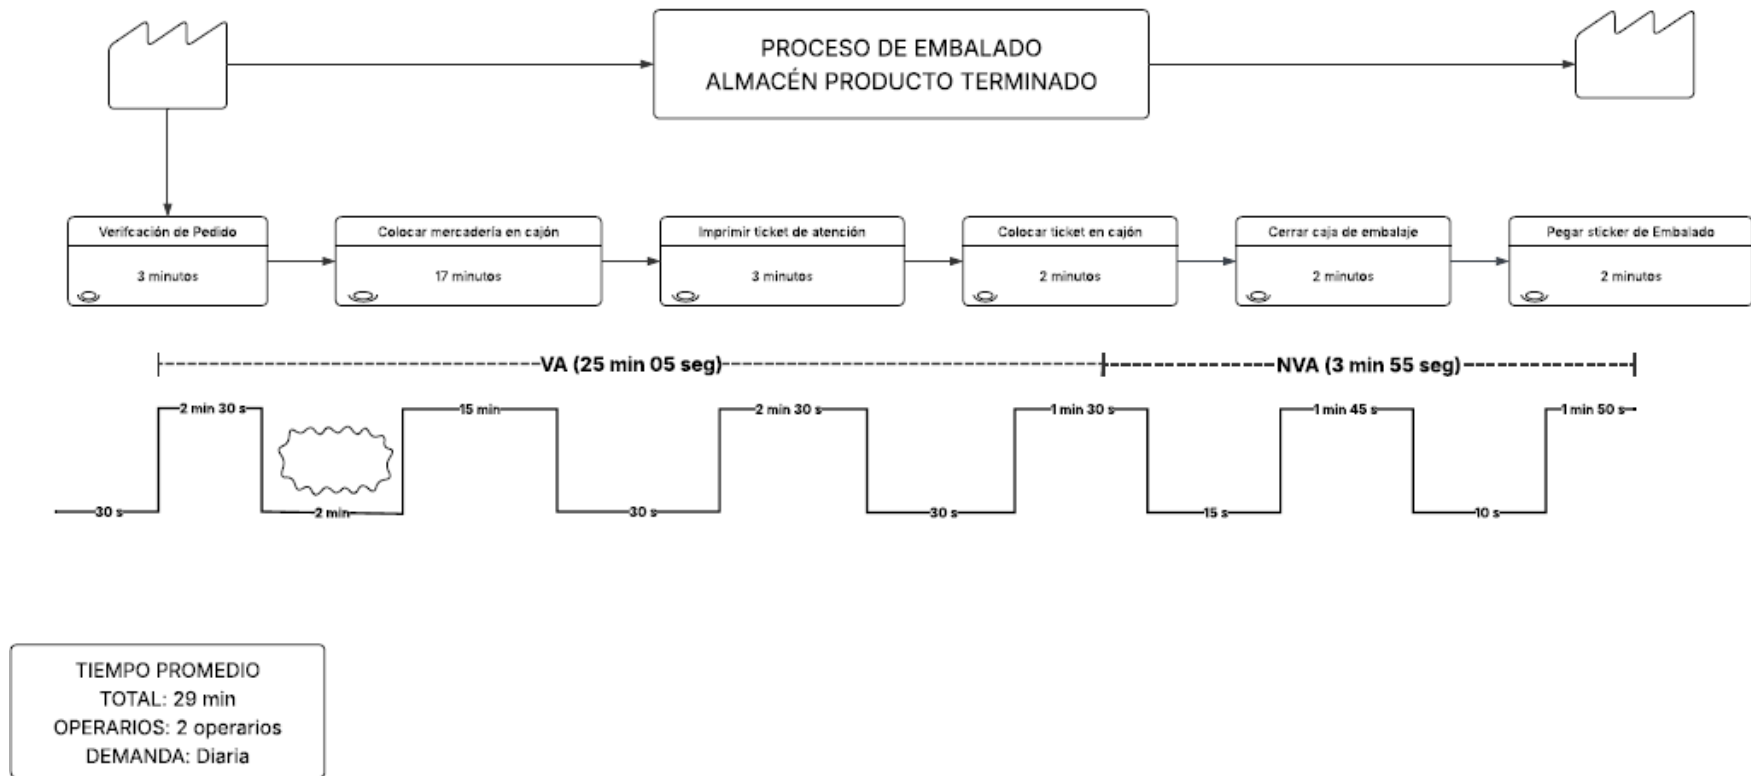 PROCESO DE EMBALADO
ALMACÉN PRODUCTO TERMINADO
Verifcación de Pedido
3 minutos
Colocar mercadería en cajón
17 minutos
Imprimir ticket de atención
3 minutos
Colocar ticket en cajón
2 minutos
Cerrar caja de embalaje
2 minutos
Pegar sticker de Embalado
2 minutos
VA (25 min 05 seg)
NVA (3 min 55 seg)
2 min 30 s
15 min
2 min 30 s
1 min 30 s
1 min 45 s
1 min 50 s
30 s
2 min
30 s
30 s
15 s
10 s
TIEMPO PROMEDIO
TOTAL: 29 min
OPERARIOS: 2 operarios
DEMANDA: Diaria